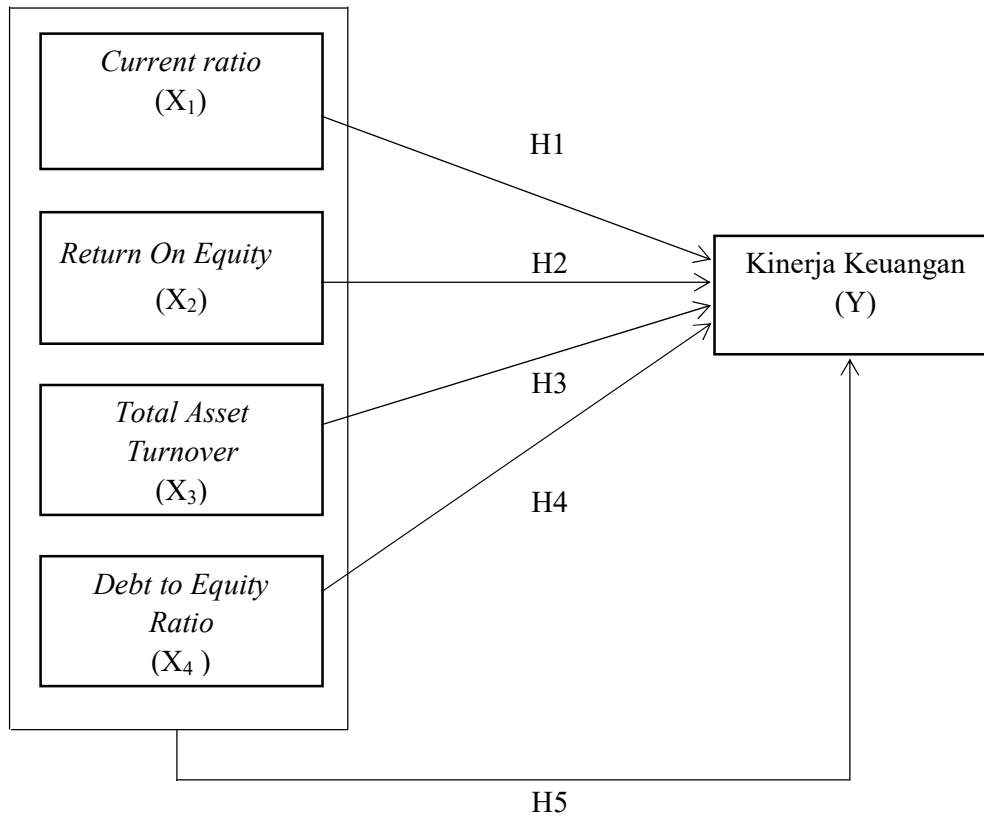 Current ratio
(X₁)
H1
Return On Equity
(X₂)
H2
Kinerja Keuangan
(Y)
Total Asset
Turnover
(X₃)
H3
Debt to Equity
Ratio
(X₄ )
H4
H5